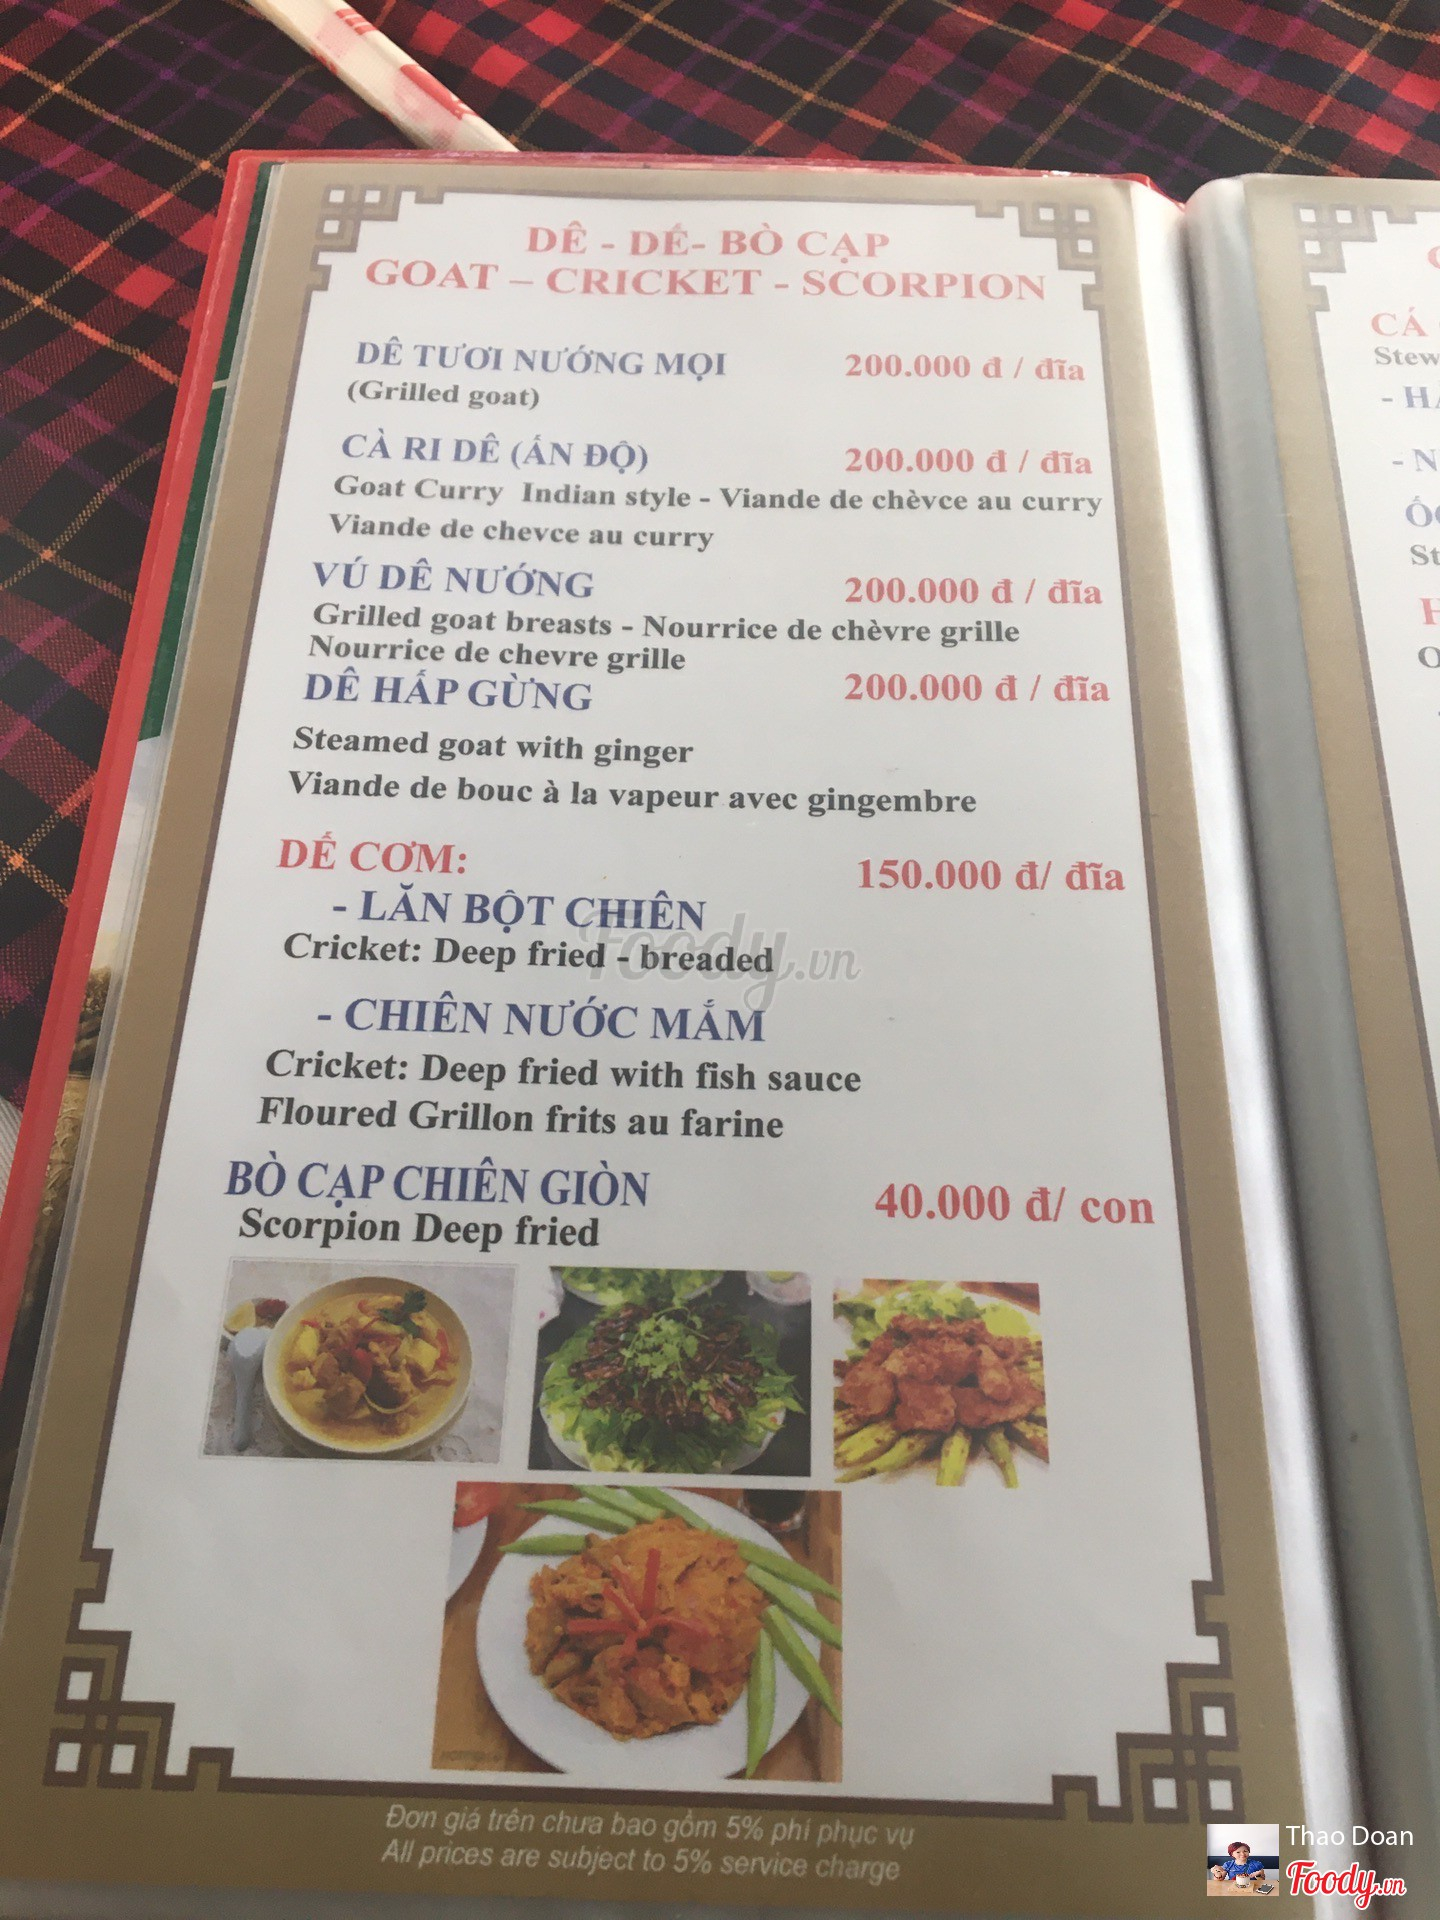 DÊ - DẾ- BÒ CẠP
GOAT – CRICKET - SCORPION
DÊ TƯƠI NƯỚNG MỌI 200.000 đ / đĩa
(Grilled goat)
CÀ RI DÊ (ẤN ĐỘ) 200.000 đ / đĩa
Goat Curry Indian style - Viande de chèvce au curry
Viande de chevce au curry
VÚ DÊ NƯỚNG 200.000 đ / đĩa
Grilled goat breasts - Nourrice de chèvre grille
Nourrice de chevre grille
DÊ HẤP GỪNG 200.000 đ / đĩa
Steamed goat with ginger
Viande de bouc à la vapeur avec gingembre
DẾ CƠM: 150.000 đ/ đĩa
- LĂN BỘT CHIÊN
Cricket: Deep fried - breaded
- CHIÊN NƯỚC MẮM
Cricket: Deep fried with fish sauce
Floured Grillon frits au farine
BÒ CẠP CHIÊN GIÒN 40.000 đ/ con
Scorpion Deep fried
Đơn giá trên chưa bao gồm 5% phí phục vụ
All prices are subject to 5% service charge
CÁ
Foody.vn
Thao Doan
Foody.vn